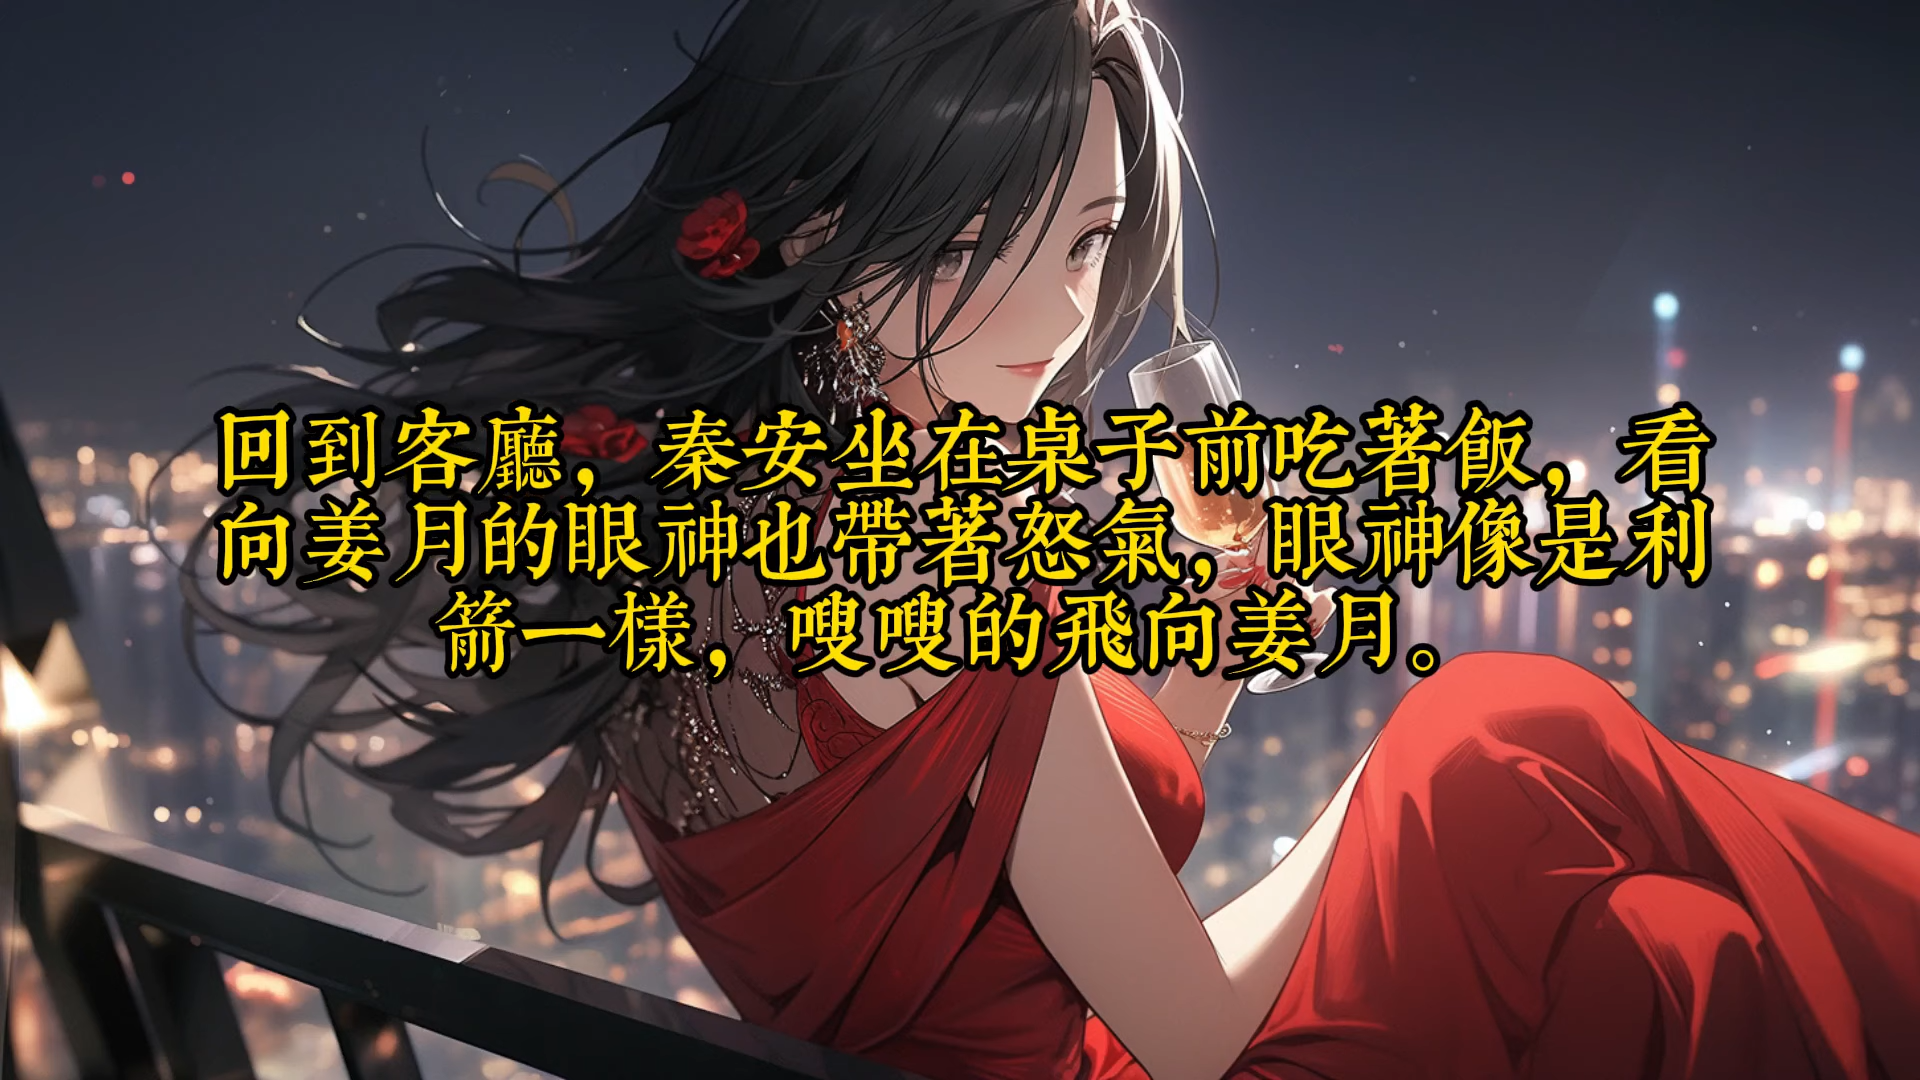 回到客廳，秦安坐在桌子前吃著飯，看
向姜月的眼神也帶著怒氣，眼神像是利
箭一樣，嗖嗖的飛向姜月。